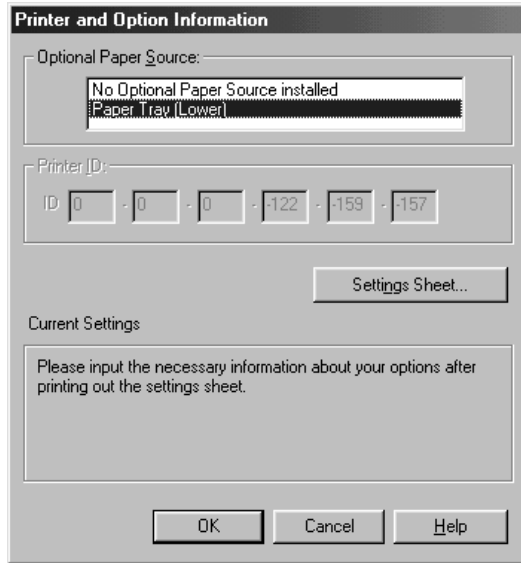 Printer and Option Information
Optional Paper Source:
No Optional Paper Source installed
Paper Tray (Lower)
Printer ID:
ID 0 - 0 - 0 - -122 - -159 - -157
Settings Sheet...
Current Settings
Please input the necessary information about your options after
printing out the settings sheet.
OK Cancel Help